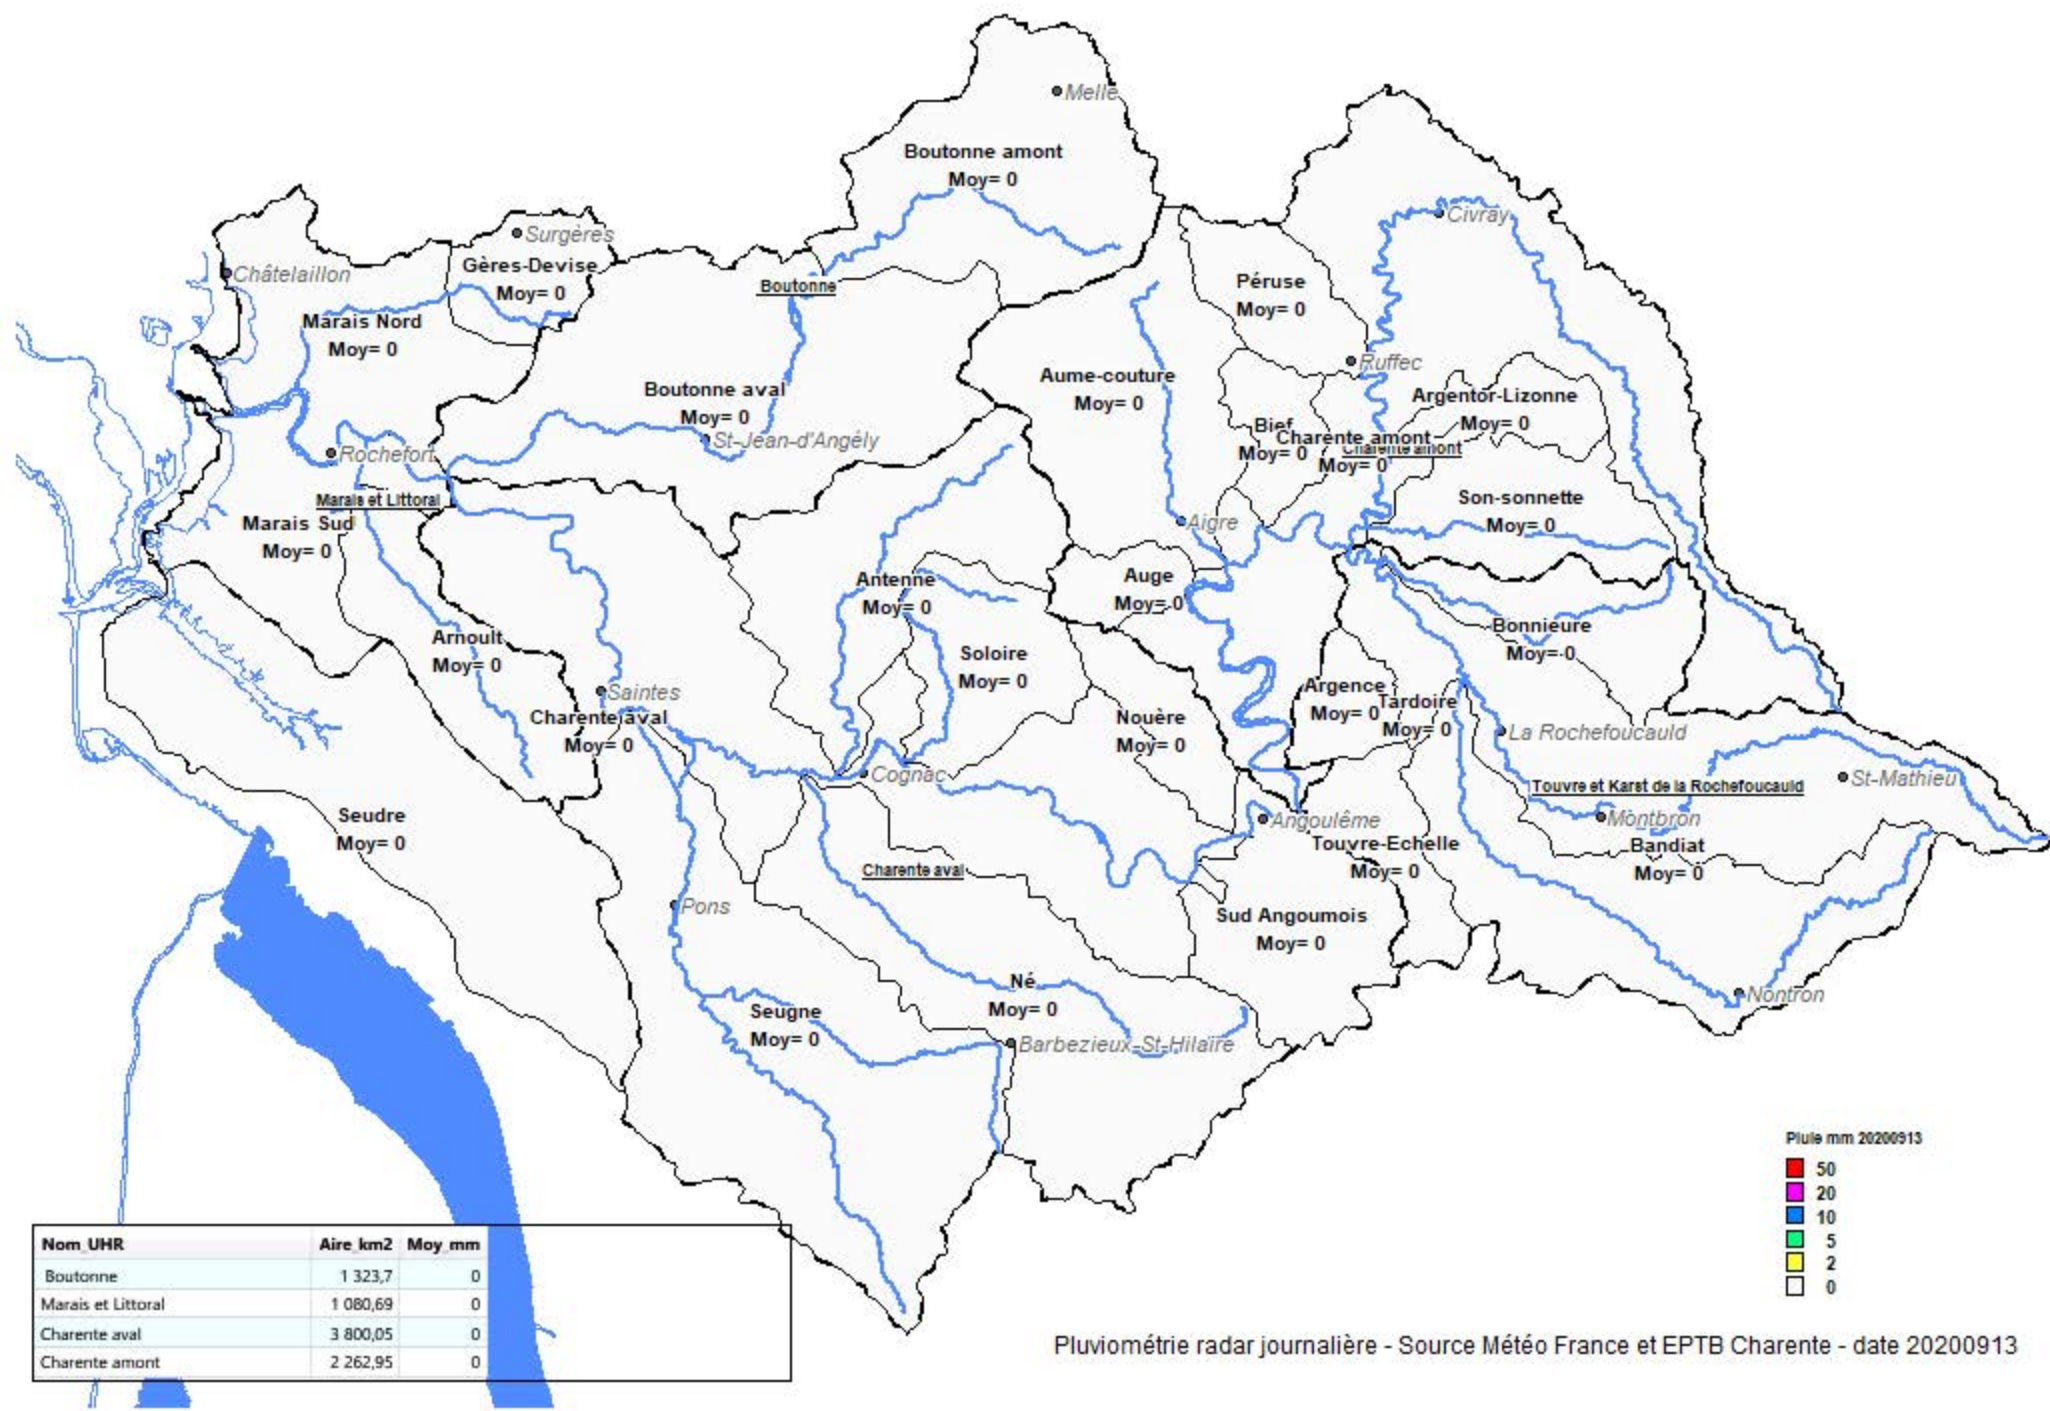 Melle
Boutonne amont
Moy= 0
Civray
Surgères
Châtelaillon
Gères-Devise
Moy= 0
Boutonne
Péruse
Moy= 0
Marais Nord
Moy= 0
Ruffec
Boutonne aval
Moy= 0
Aume-couture
Moy= 0
Argentor-Lizonne
Moy= 0
Bief
Moy= 0
Charente amont
Moy= 0
Charente amont
St-Jean-d'Angély
Rochefort
Marais et Littoral
Son-sonnette
Moy= 0
Marais Sud
Moy= 0
Aigre
Antenne
Moy= 0
Auge
Moy= 0
Bonnieure
Moy= 0
Arnoult
Moy= 0
Soloire
Moy= 0
Saintes
Argence
Moy= 0
Tardoire
Moy= 0
Charente aval
Moy= 0
Nouère
Moy= 0
La Rochefoucauld
Cognac
St-Mathieu
Touvre et Karst de la Rochefoucauld
Seudre
Moy= 0
Angoulême
Montbron
Touvre-Echelle
Moy= 0
Bandiat
Moy= 0
Charente aval
Pons
Sud Angoumois
Moy= 0
Né
Moy= 0
Nontron
Seugne
Moy= 0
Barbezieux-St-Hilaire
Pluie mm 20200913
50
20
10
5
2
0
Nom_UHR Aire_km2 Moy_mm
Boutonne 1 323,7 0
Marais et Littoral 1 080,69 0
Charente aval 3 800,05 0
Charente amont 2 262,95 0
Pluviométrie radar journalière - Source Météo France et EPTB Charente - date 20200913